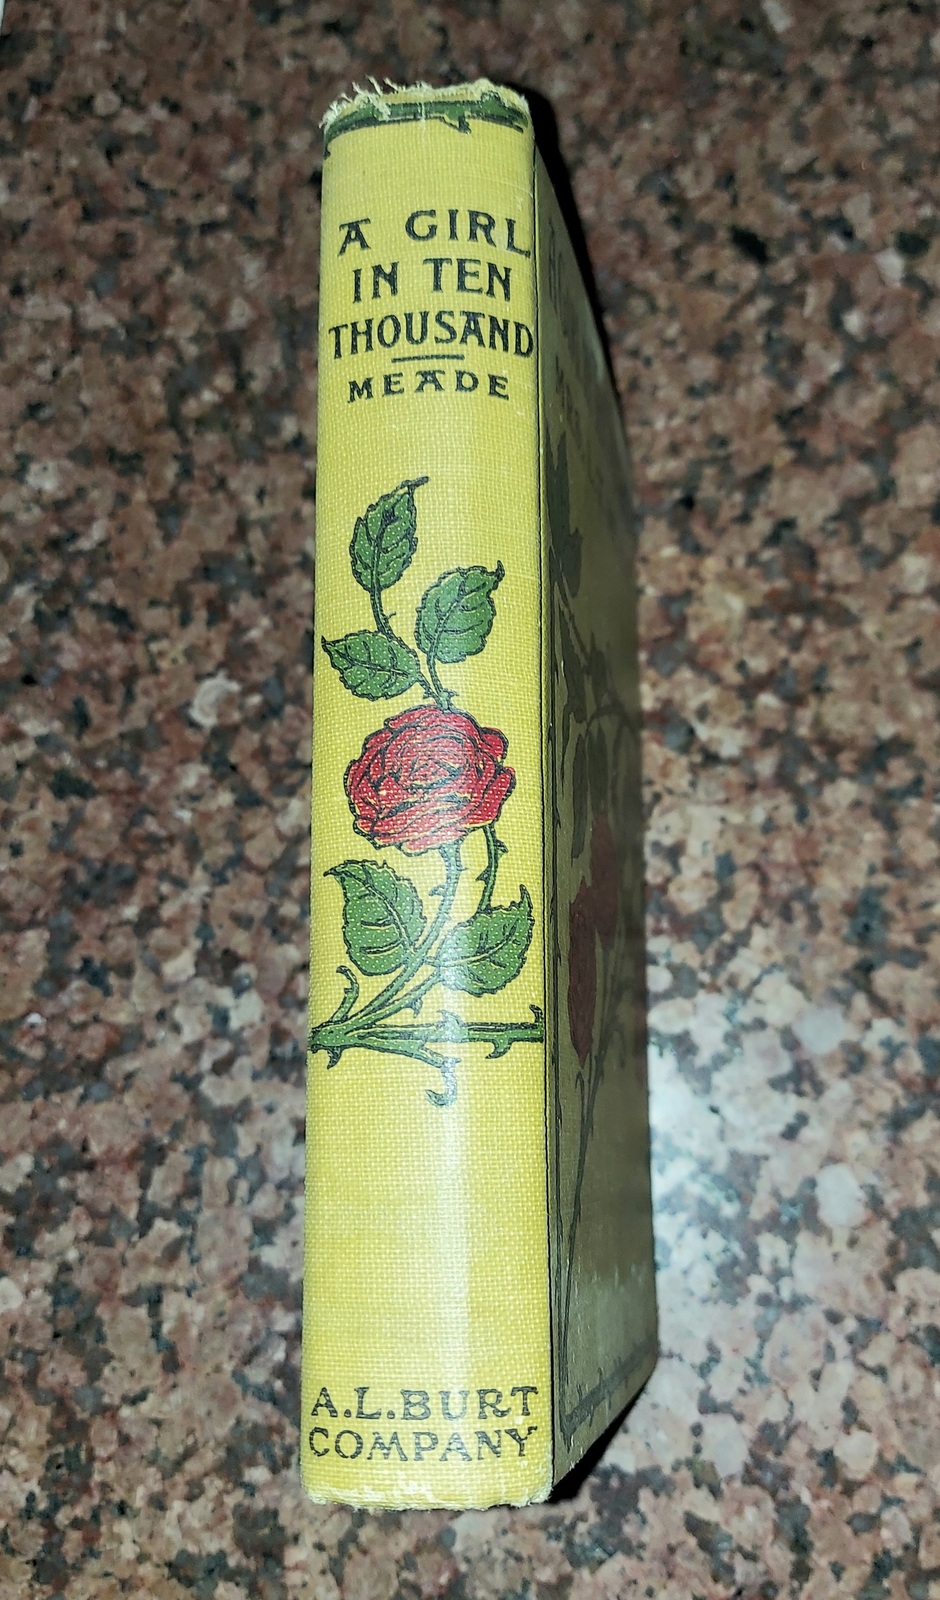 A GIRL
IN TEN
THOUSAND
MEADE
A.L.BURT
COMPANY